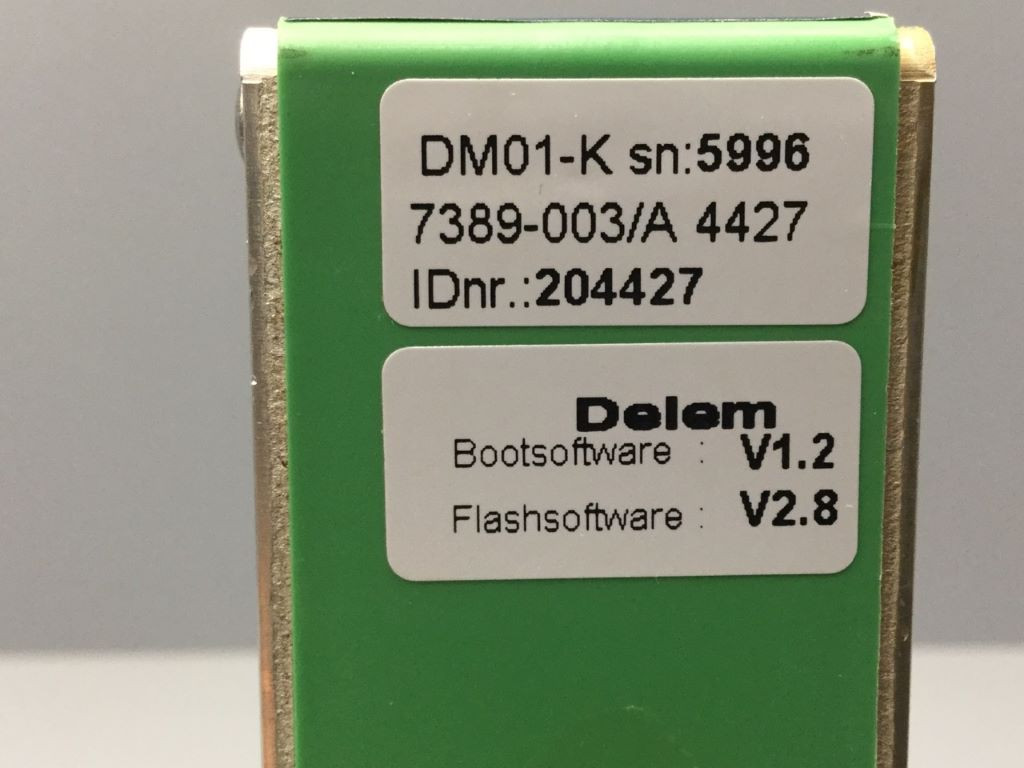 DM01-K sn:5996
7389-003/A 4427
IDnr.:204427
Delem
Bootsoftware : V1.2
Flashsoftware : V2.8